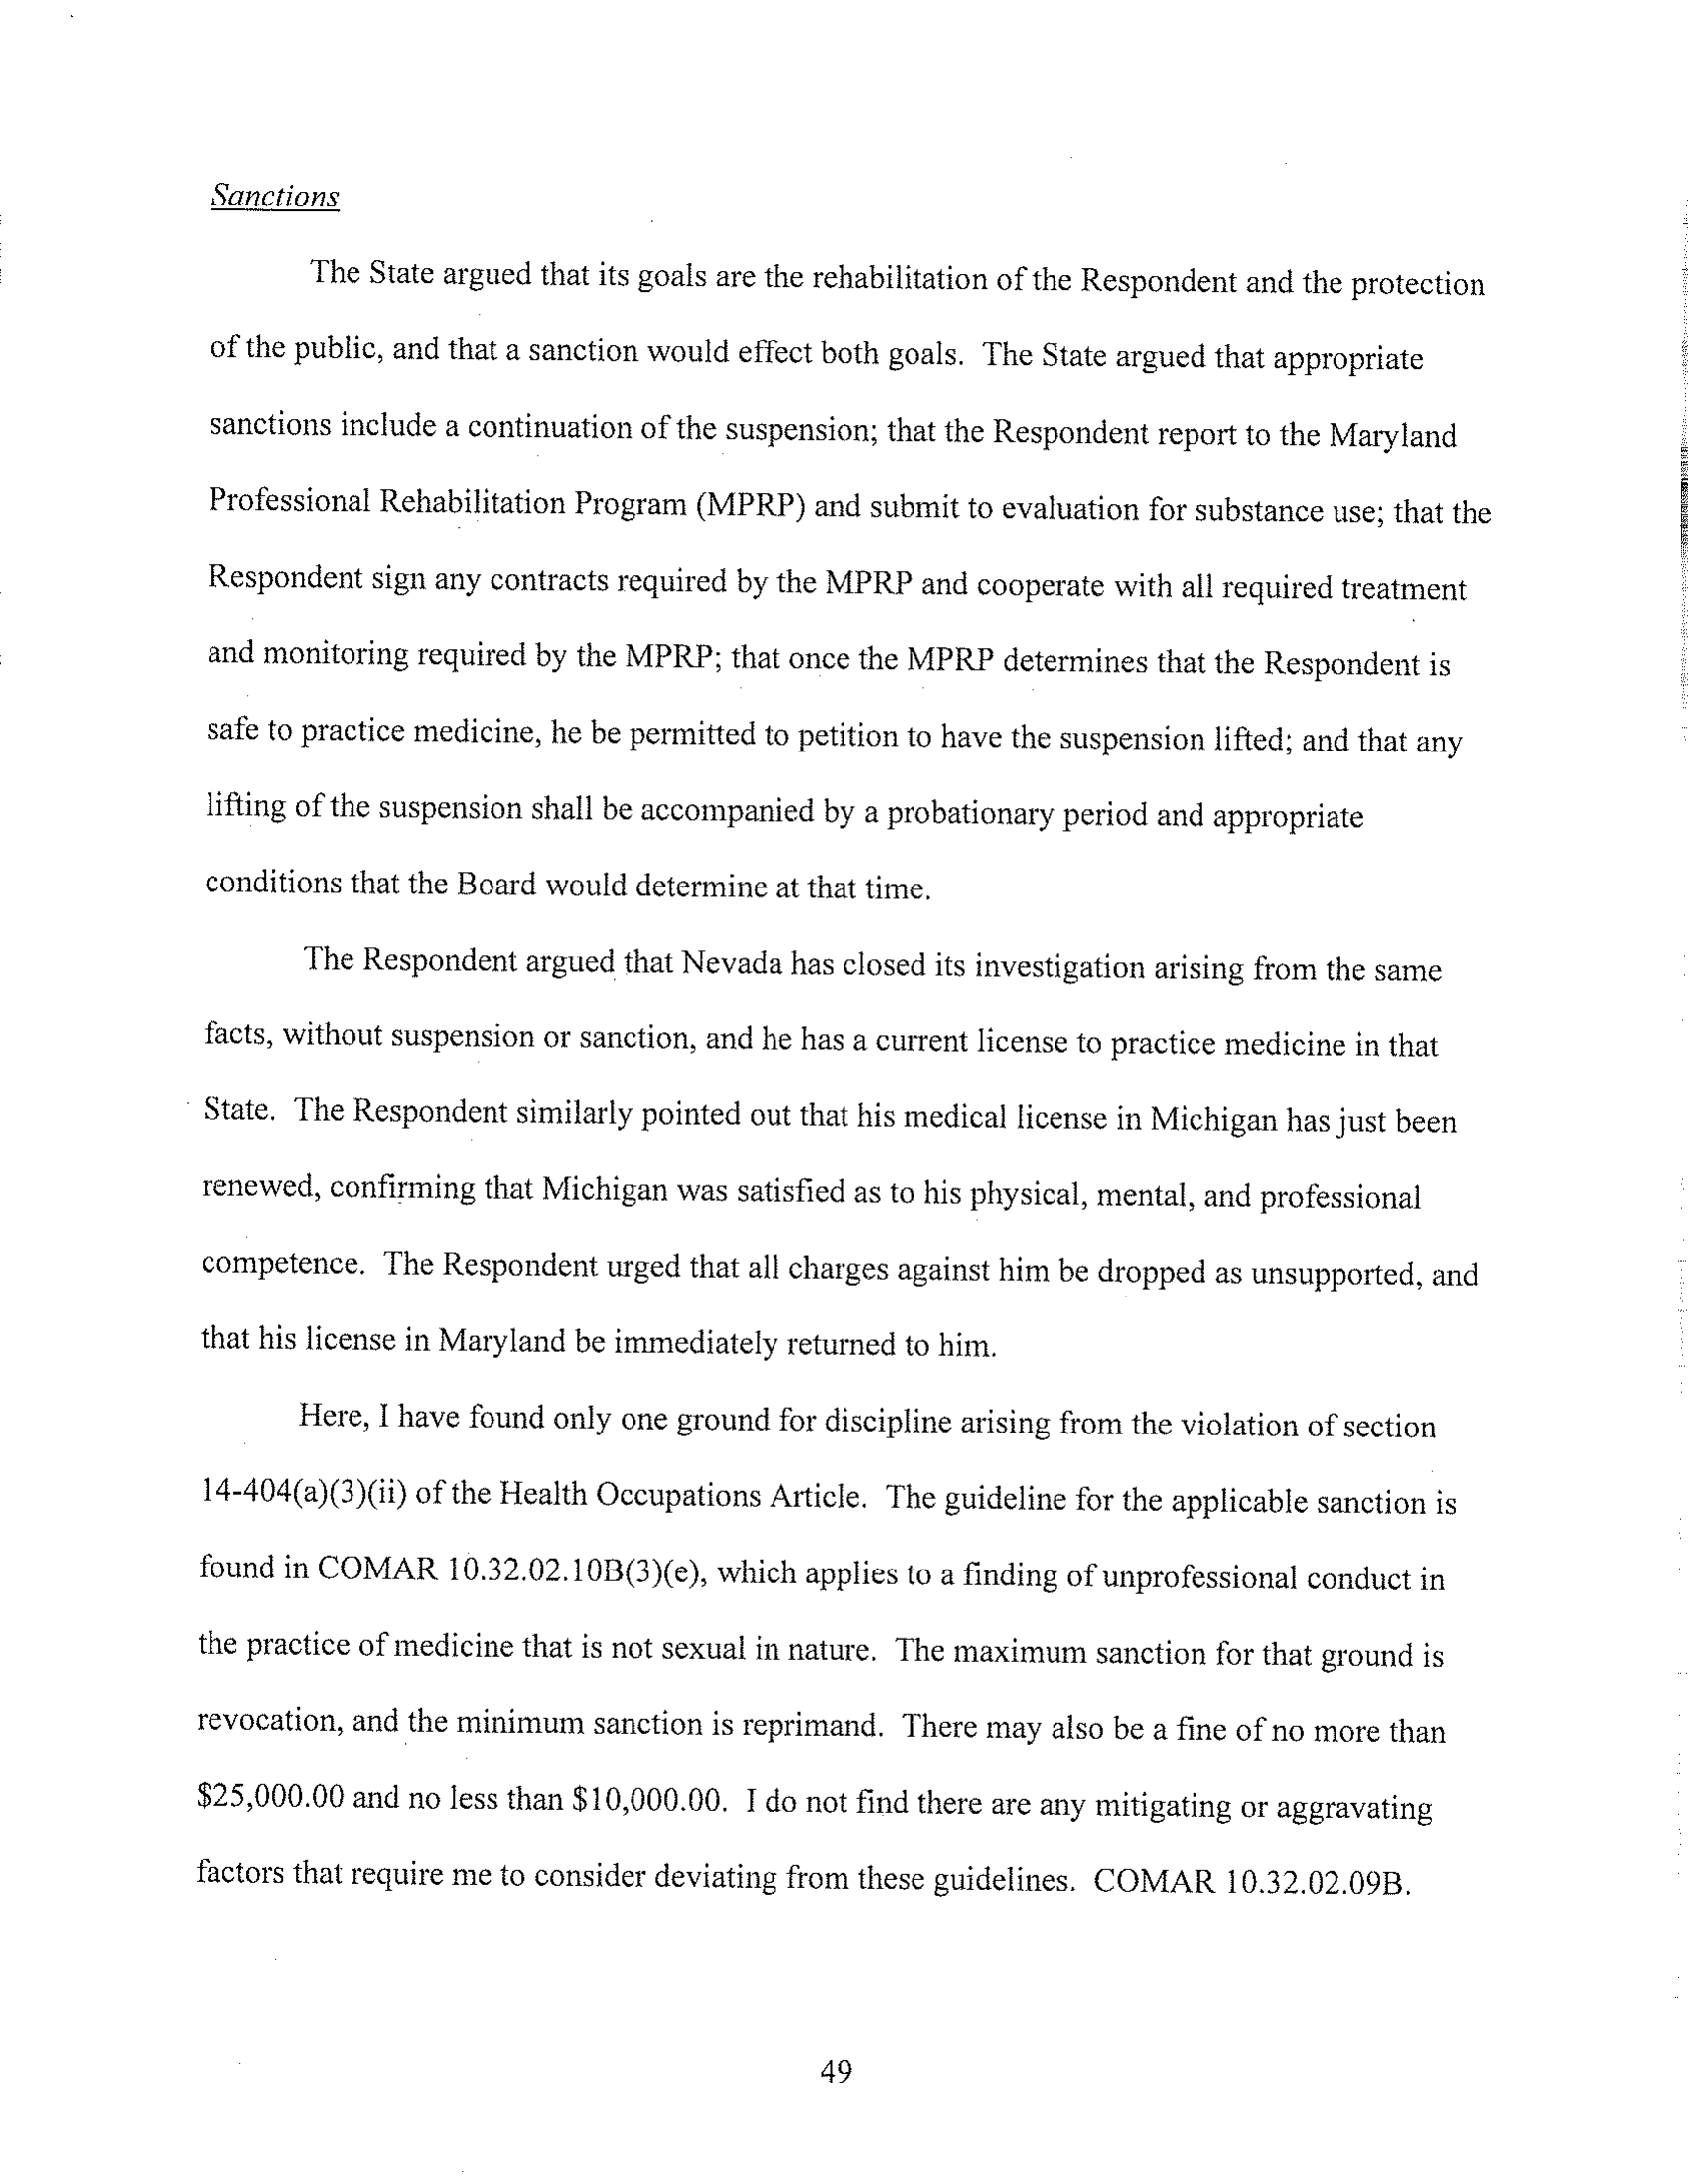 Sanctions
The State argued that its goals are the rehabilitation of the Respondent and the protection
of the public, and that a sanction would effect both goals. The State argued that appropriate
sanctions include a continuation of the suspension; that the Respondent report to the Maryland
Professional Rehabilitation Program (MPRP) and submit to evaluation for substance use; that the
Respondent sign any contracts required by the MPRP and cooperate with all required treatment
and monitoring required by the MPRP; that once the MPRP determines that the Respondent is
safe to practice medicine, he be permitted to petition to have the suspension lifted; and that any
lifting of the suspension shall be accompanied by a probationary period and appropriate
conditions that the Board would determine at that time.
The Respondent argued that Nevada has closed its investigation arising from the same
facts, without suspension or sanction, and he has a current license to practice medicine in that
State. The Respondent similarly pointed out that his medical license in Michigan has just been
renewed, confirming that Michigan was satisfied as to his physical, mental, and professional
competence. The Respondent urged that all charges against him be dropped as unsupported, and
that his license in Maryland be immediately returned to him.
Here, I have found only one ground for discipline arising from the violation of section
14-404(a)(3)(ii) of the Health Occupations Article. The guideline for the applicable sanction is
found in COMAR 10.32.02.10B(3)(e), which applies to a finding of unprofessional conduct in
the practice of medicine that is not sexual in nature. The maximum sanction for that ground is
revocation, and the minimum sanction is reprimand. There may also be a fine of no more than
$25,000.00 and no less than $10,000.00. I do not find there are any mitigating or aggravating
factors that require me to consider deviating from these guidelines. COMAR 10.32.02.09B.
49